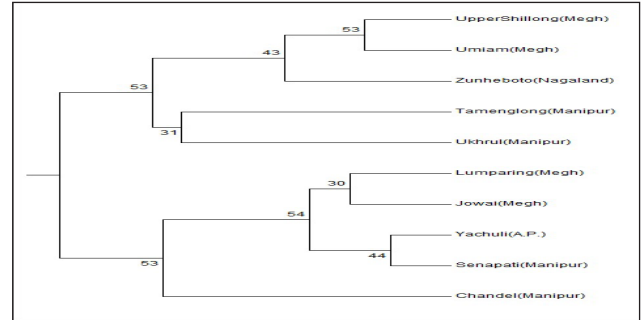 UpperShillong(Megh)
53
Umiam(Megh)
43
Zunheboto(Nagaland)
53
Tamenglong(Manipur)
31
Ukhrul(Manipur)
Lumparing(Megh)
30
Jowai(Megh)
54
Yachuli(A.P.)
44
Senapati(Manipur)
53
Chandel(Manipur)